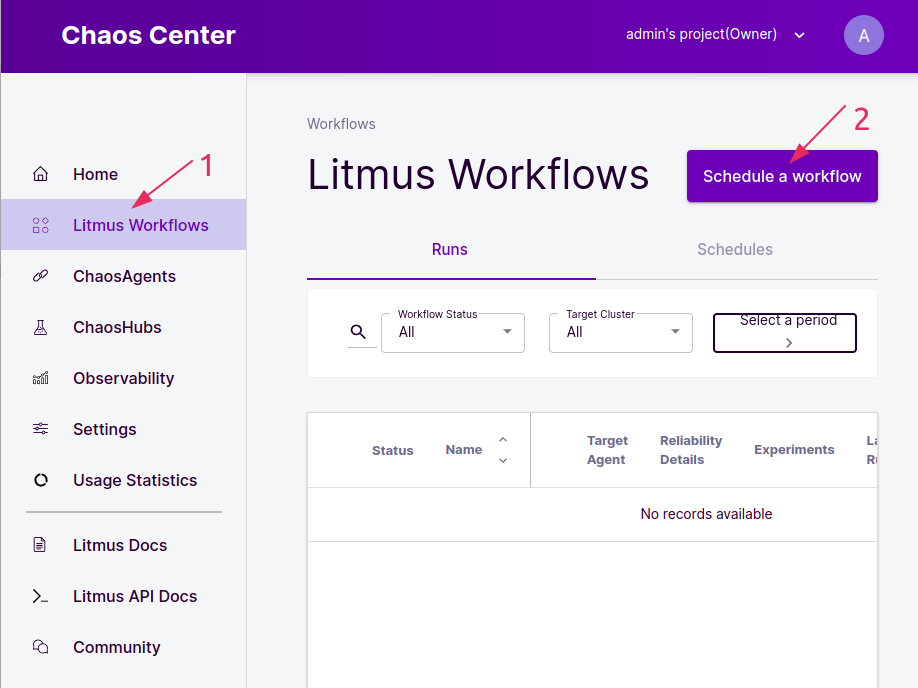 Chaos Center
admin's project(Owner)
A
Home
Litmus Workflows
ChaosAgents
ChaosHubs
Observability
Settings
Usage Statistics
Litmus Docs
Litmus API Docs
Community
1
2
Workflows
Litmus Workflows
Schedule a workflow
Runs
Schedules
Workflow Status
All
Target Cluster
All
Select a period
Status
Name
Target
Agent
Reliability
Details
Experiments
No records available